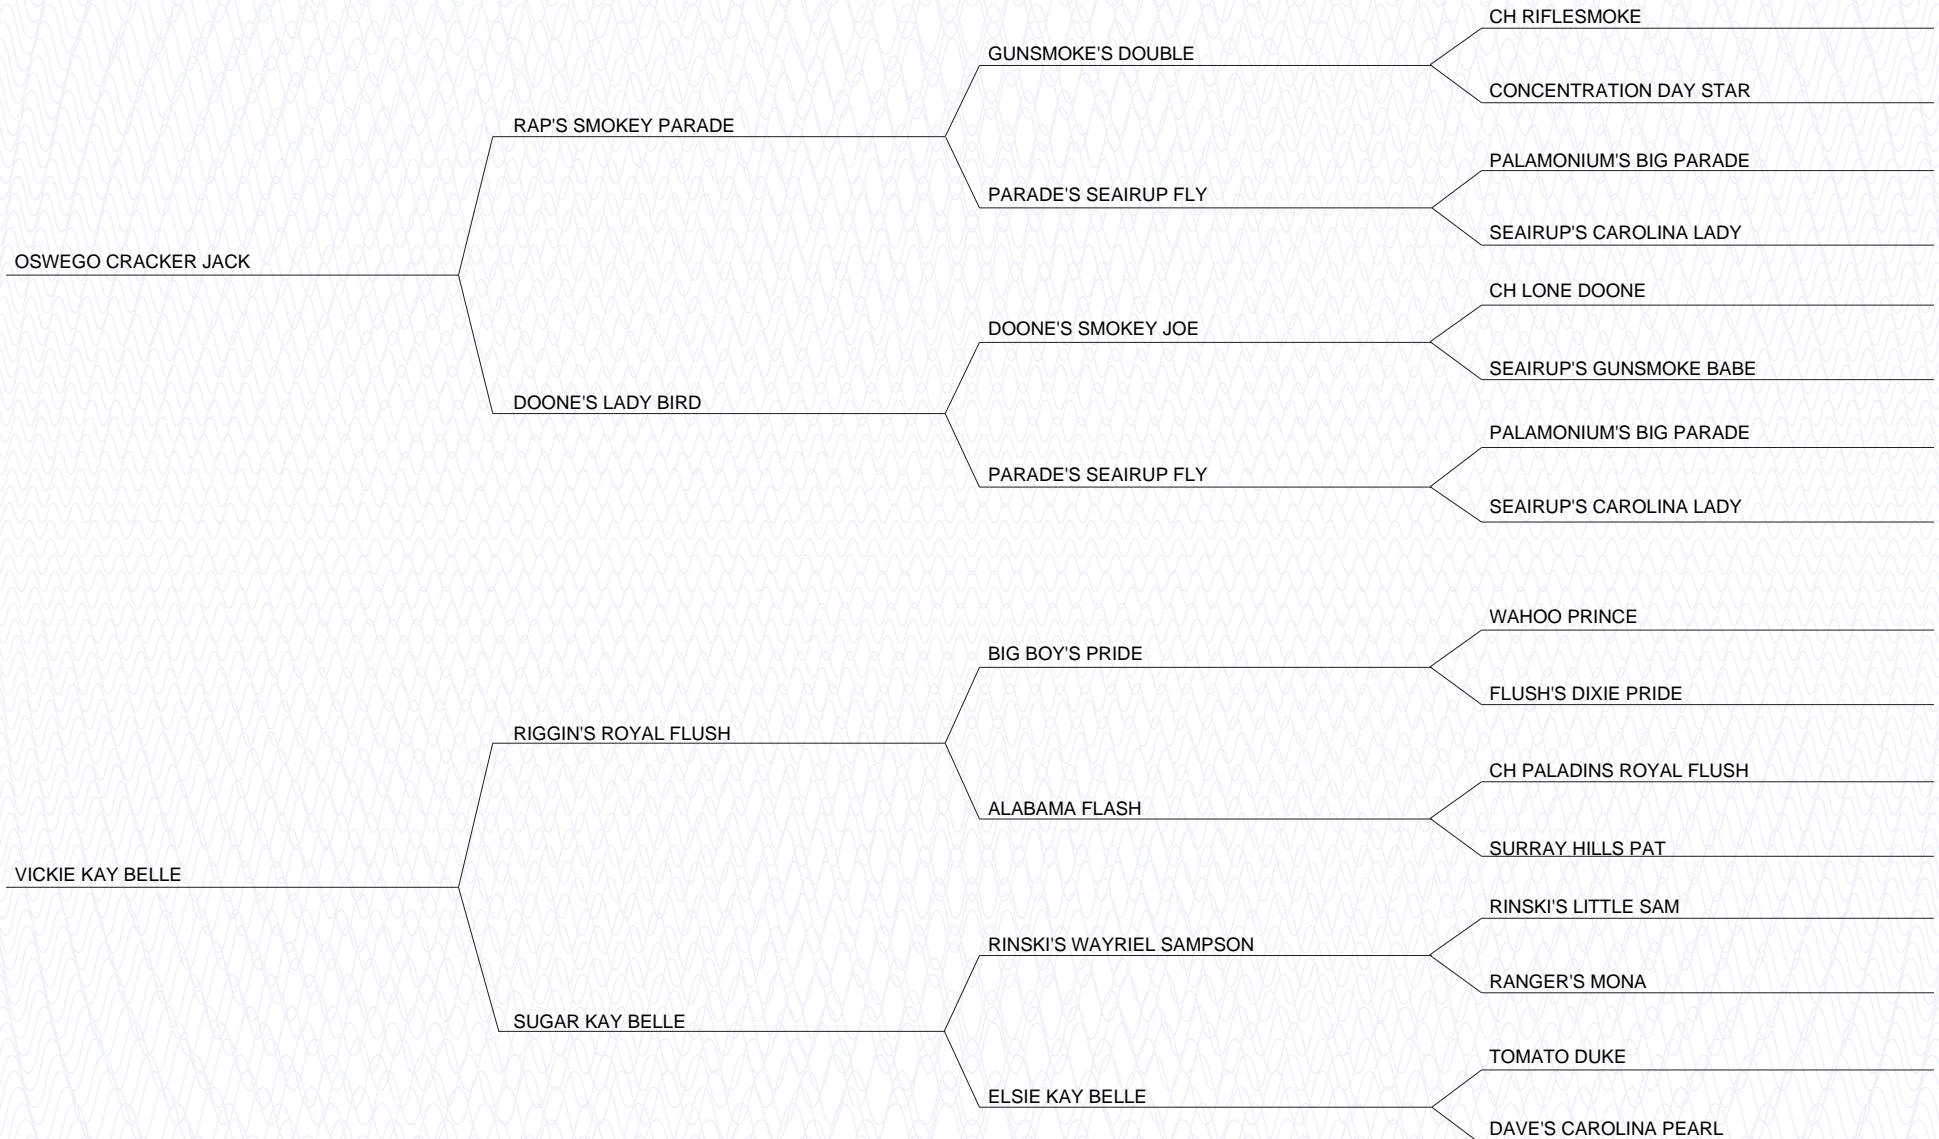 CH RIFLESMOKE
GUNSMOKE'S DOUBLE
CONCENTRATION DAY STAR
RAP'S SMOKEY PARADE
PALAMONIUM'S BIG PARADE
PARADE'S SEAIRUP FLY
SEAIRUP'S CAROLINA LADY
OSWEGO CRACKER JACK
CH LONE DOONE
DOONE'S SMOKEY JOE
SEAIRUP'S GUNSMOKE BABE
DOONE'S LADY BIRD
PALAMONIUM'S BIG PARADE
PARADE'S SEAIRUP FLY
SEAIRUP'S CAROLINA LADY
WAHOO PRINCE
BIG BOY'S PRIDE
FLUSH'S DIXIE PRIDE
RIGGIN'S ROYAL FLUSH
CH PALADINS ROYAL FLUSH
ALABAMA FLASH
SURRAY HILLS PAT
VICKIE KAY BELLE
RINSKI'S LITTLE SAM
RINSKI'S WAYRIEL SAMPSON
RANGER'S MONA
SUGAR KAY BELLE
TOMATO DUKE
ELSIE KAY BELLE
DAVE'S CAROLINA PEARL